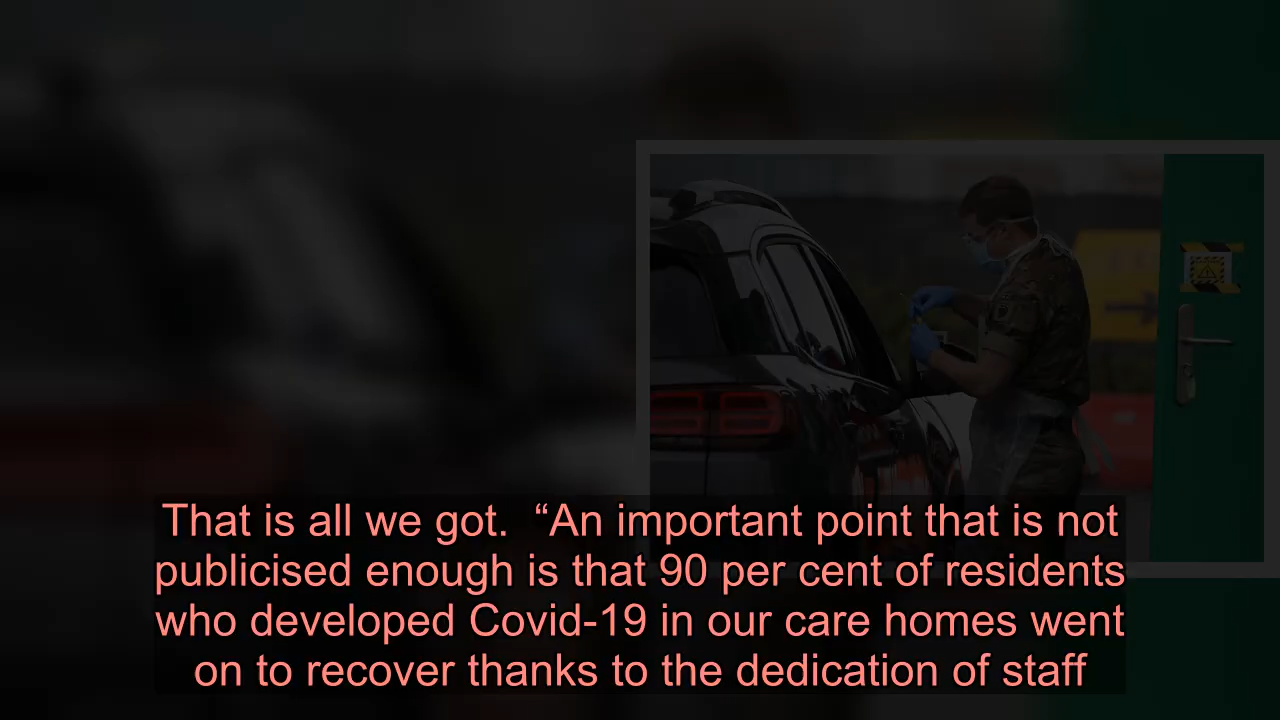 That is all we got.  “An important point that is not
publicised enough is that 90 per cent of residents
who developed Covid-19 in our care homes went
on to recover thanks to the dedication of staff